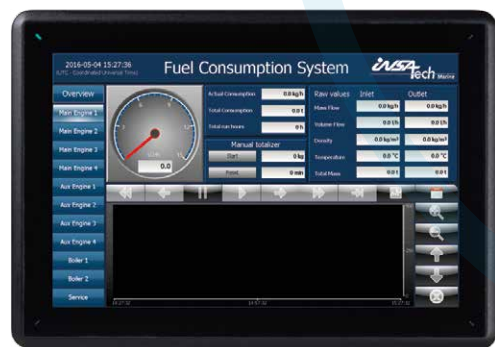 2016-05-04 15:27:36
(UTC - Coordinated Universal Time)
Fuel Consumption System
insaTech Marine
Overview
Main Engine 1
Main Engine 2
Main Engine 3
Main Engine 4
Aux Engine 1
Aux Engine 2
Aux Engine 3
Aux Engine 4
Boiler 1
Boiler 2
Service
0.0
Actual Consumption 0.0 kg/h
Total Consumption 0.0 t
Total run hours 0 h
Manual totalizer
Start 0 kg
Reset 0 min
Raw values Inlet Outlet
Mass Flow 0.0 kg/h 0.0 kg/h
Volume Flow 0.0 l/h 0.0 l/h
Density 0.0 kg/m³ 0.0 kg/m³
Temperature 0.0 °C 0.0 °C
Total Mass 0.0 t 0.0 t